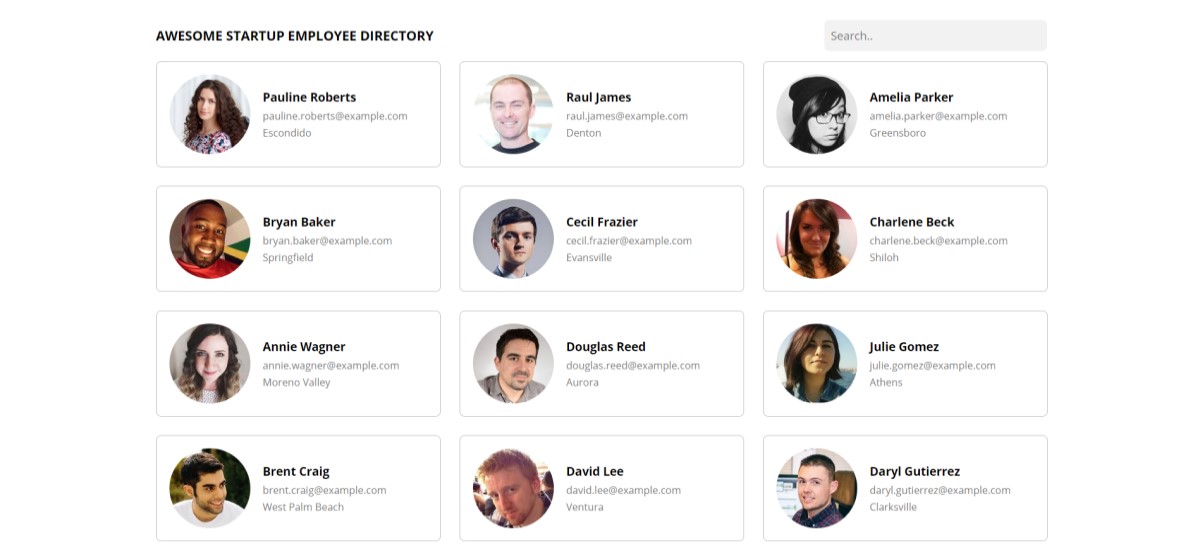 AWESOME STARTUP EMPLOYEE DIRECTORY
Search..
Pauline Roberts
pauline.roberts@example.com
Escondido
Raul James
raul.james@example.com
Denton
Amelia Parker
amelia.parker@example.com
Greensboro
Bryan Baker
bryan.baker@example.com
Springfield
Cecil Frazier
cecil.frazier@example.com
Evansville
Charlene Beck
charlene.beck@example.com
Shiloh
Annie Wagner
annie.wagner@example.com
Moreno Valley
Douglas Reed
douglas.reed@example.com
Aurora
Julie Gomez
julie.gomez@example.com
Athens
Brent Craig
brent.craig@example.com
West Palm Beach
David Lee
david.lee@example.com
Ventura
Daryl Gutierrez
daryl.gutierrez@example.com
Clarksville